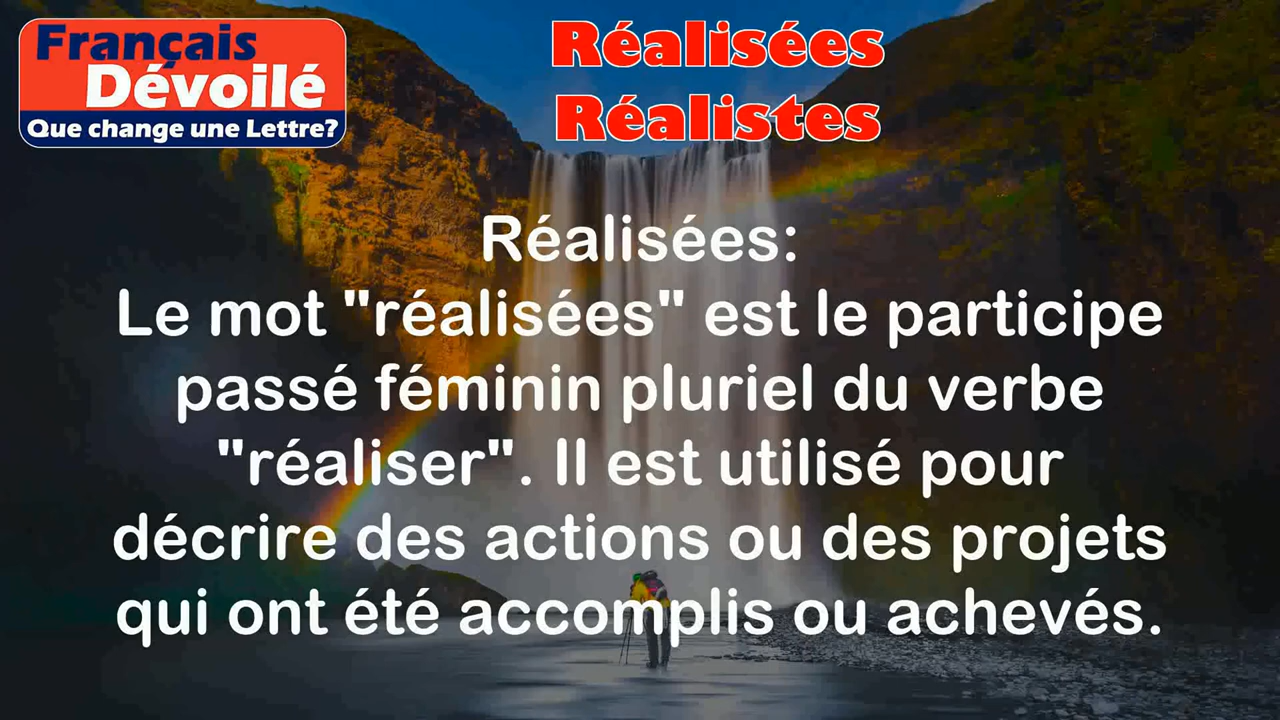 Français
Dévoilé
Que change une Lettre?
Réalisées
Réalistes
Réalisées:
Le mot "réalisées" est le participe
passé féminin pluriel du verbe
"réaliser". Il est utilisé pour
décrire des actions ou des projets
qui ont été accomplis ou achevés.